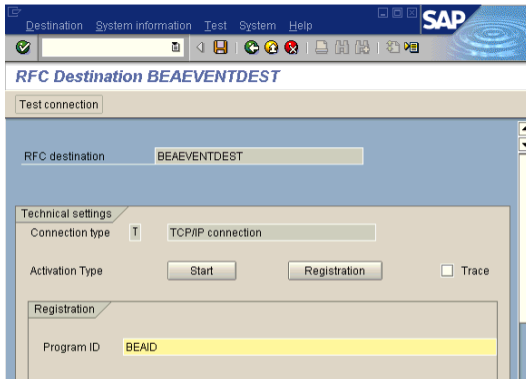 Destination System information Test System Help
SAP
RFC Destination BEAEVENTDEST
Test connection
RFC destination BEAEVENTDEST
Technical settings
Connection type T TCP/IP connection
Activation Type Start Registration Trace
Registration
Program ID BEAID